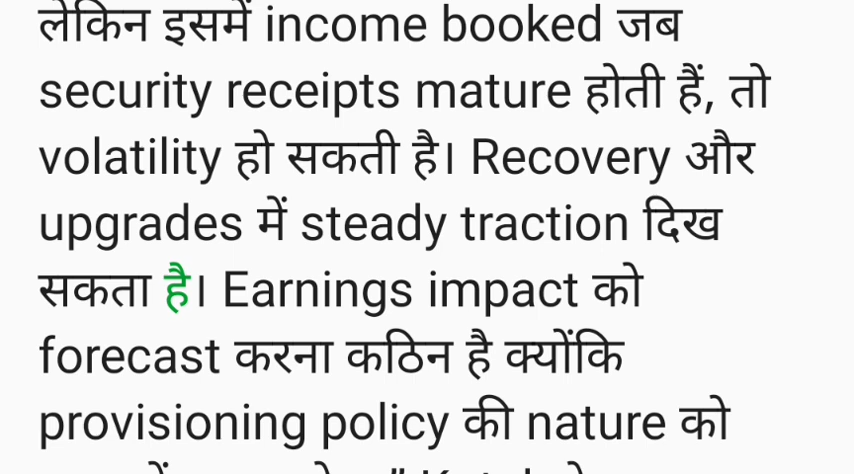 लेकिन इसमें income booked जब
security receipts mature होती हैं, तो
volatility हो सकती है। Recovery और
upgrades में steady traction दिख
सकता है। Earnings impact को
forecast करना कठिन है क्योंकि
provisioning policy की nature को